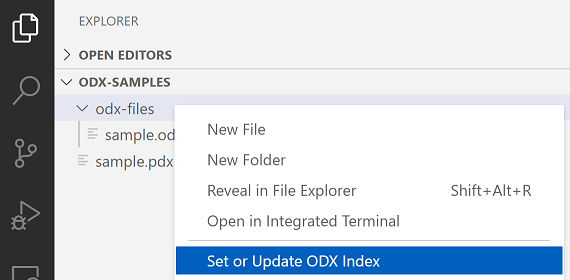 EXPLORER
OPEN EDITORS
ODX-SAMPLES
odx-files
sample.od
sample.pdx
New File
New Folder
Reveal in File Explorer Shift+Alt+R
Open in Integrated Terminal
Set or Update ODX Index